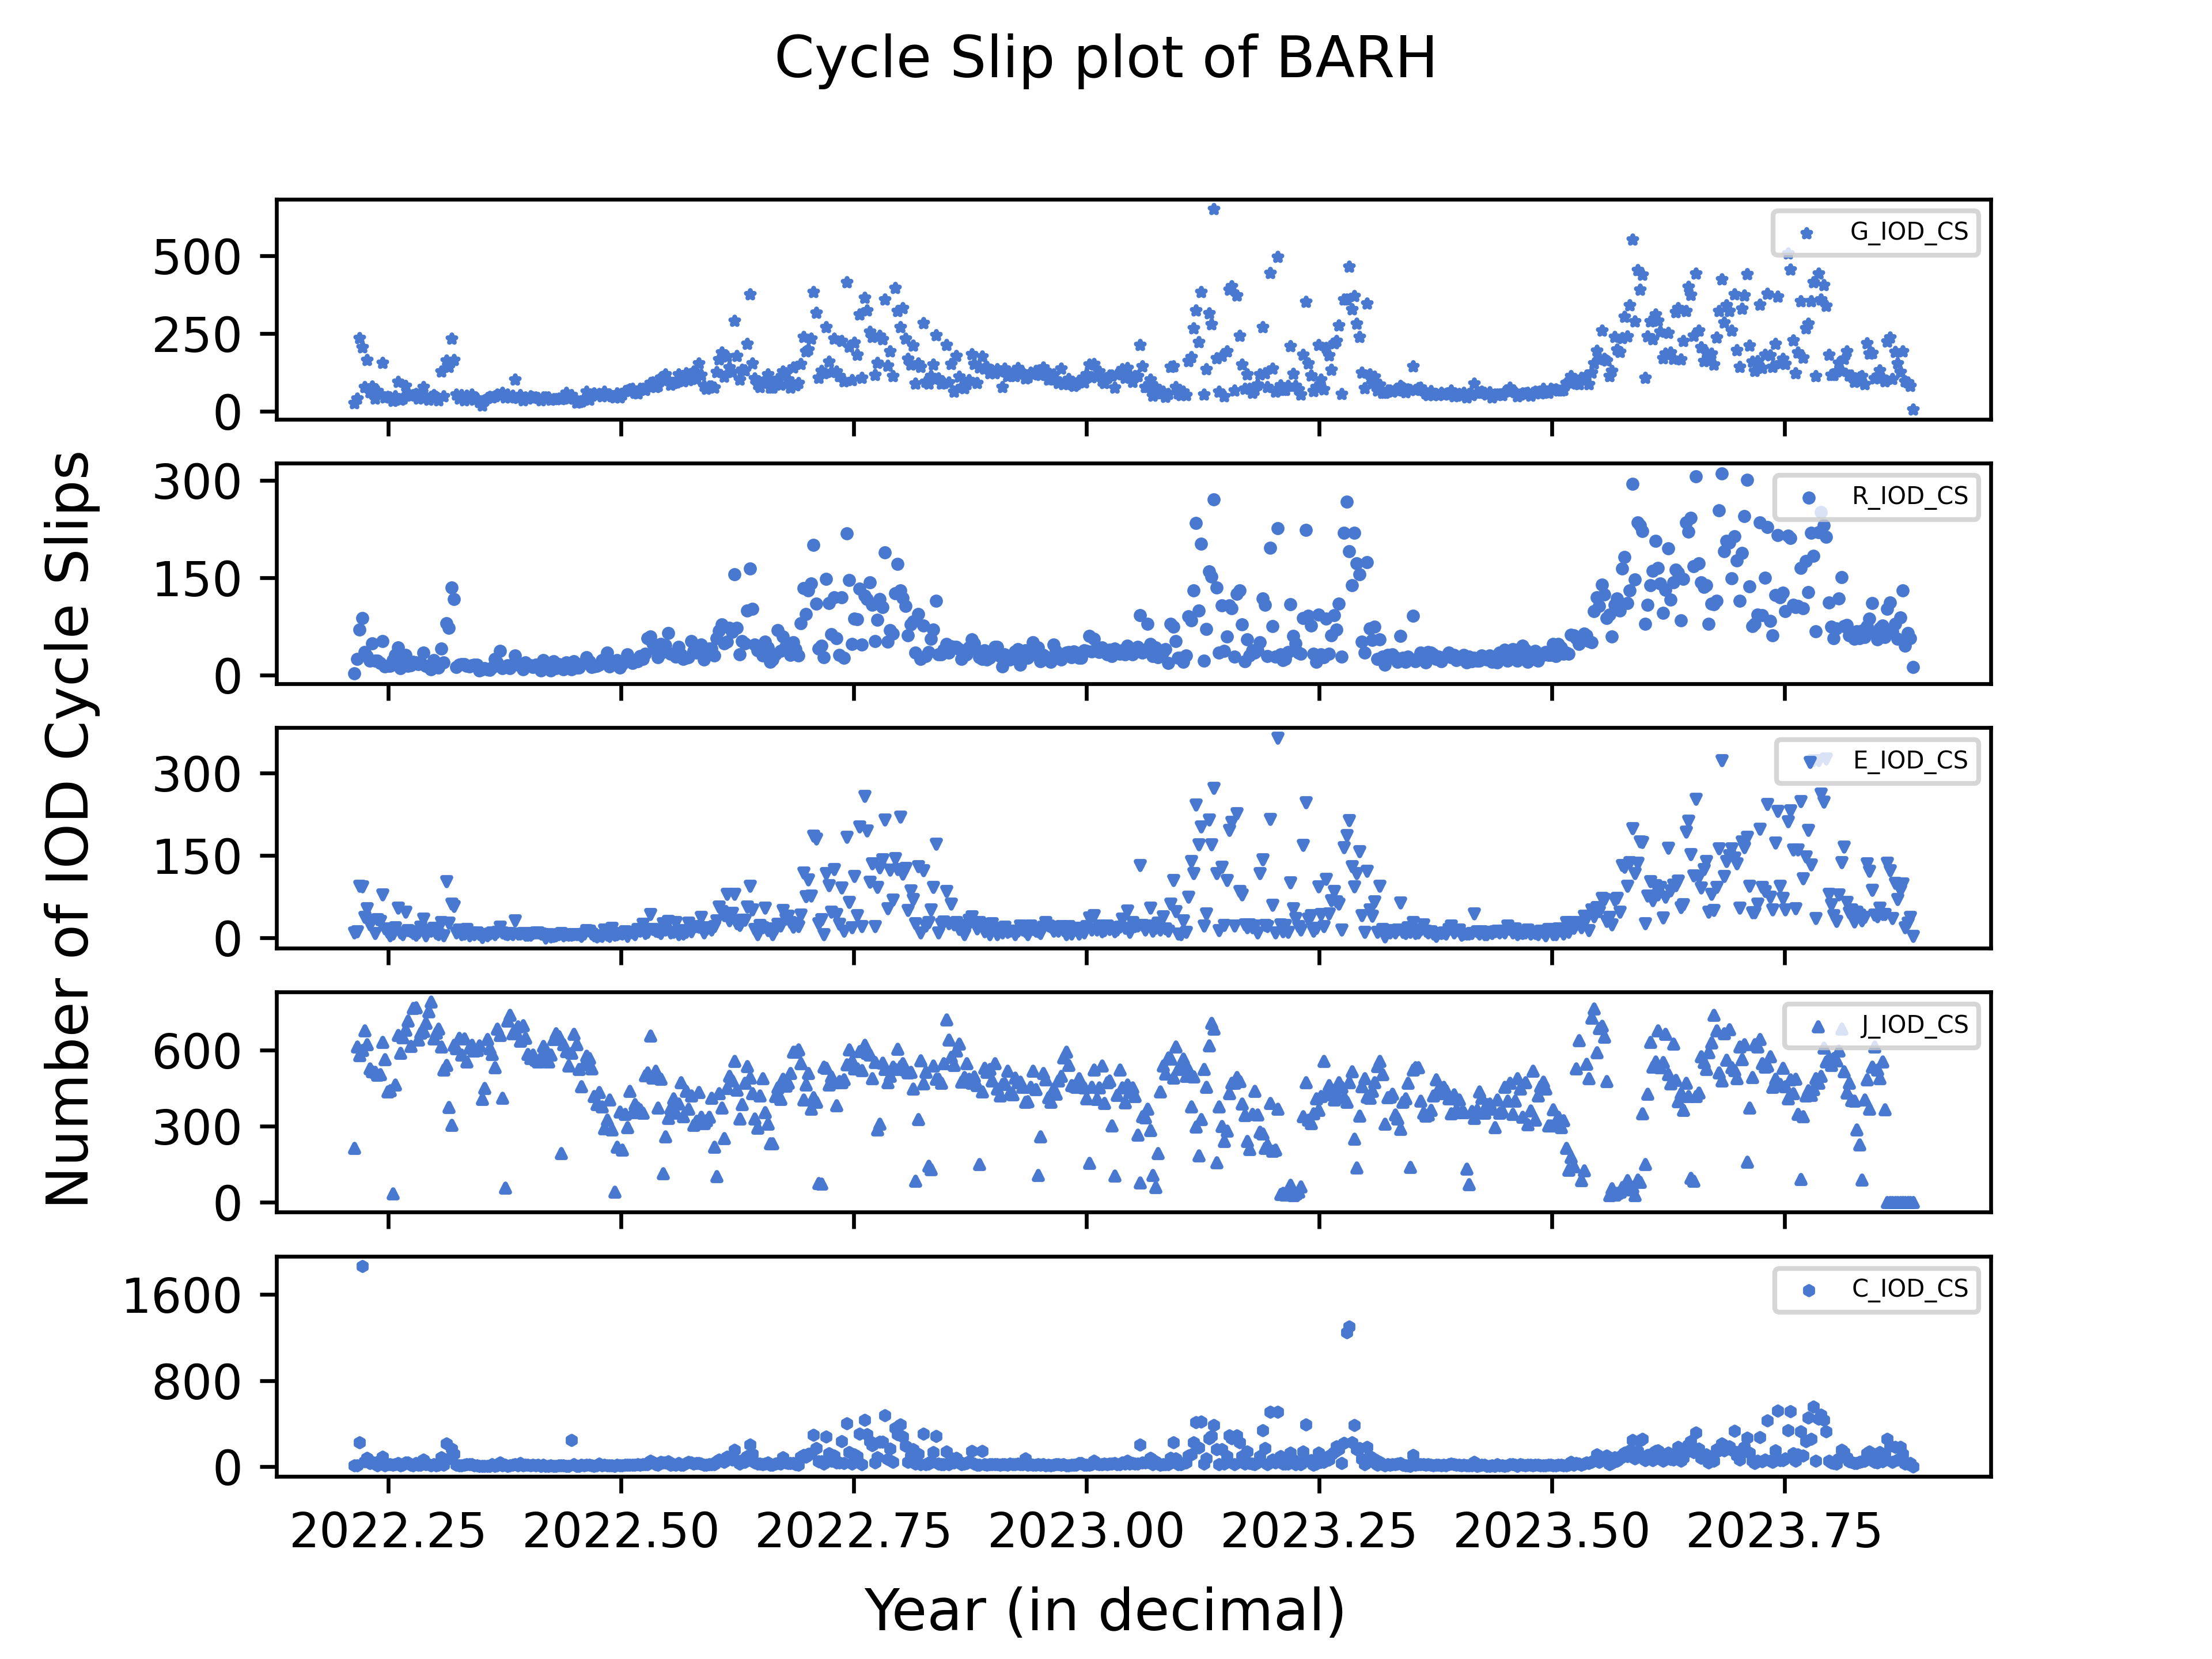 Cycle Slip plot of BARH
Number of IOD Cycle Slips
500
250
0
G_IOD_CS
300
150
0
R_IOD_CS
300
150
0
E_IOD_CS
600
300
0
J_IOD_CS
1600
800
0
C_IOD_CS
2022.25 2022.50 2022.75 2023.00 2023.25 2023.50 2023.75
Year (in decimal)